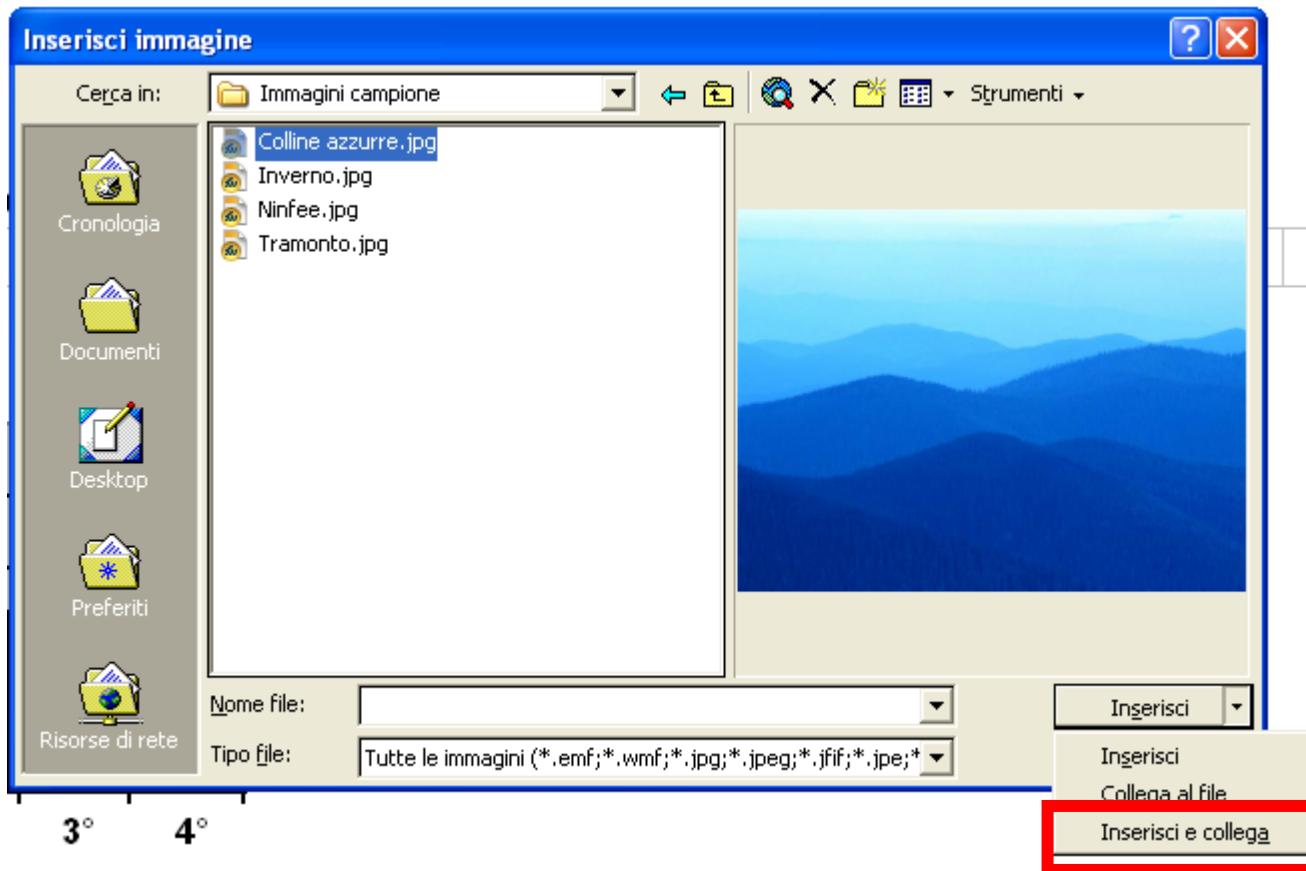 Inserisci immagine
Cerca in:
Immagini campione
Strumenti
Cronologia
Documenti
Desktop
Preferiti
Risorse di rete
Colline azzurre.jpg
Inverno.jpg
Ninfee.jpg
Tramonto.jpg
Nome file:
Inserisci
Tipo file:
Tutte le immagini (*.emf;*.wmf;*.jpg;*.jpeg;*.jfif;*.jpe;*
Inserisci
Collega al file
Inserisci e collega
3° 4°